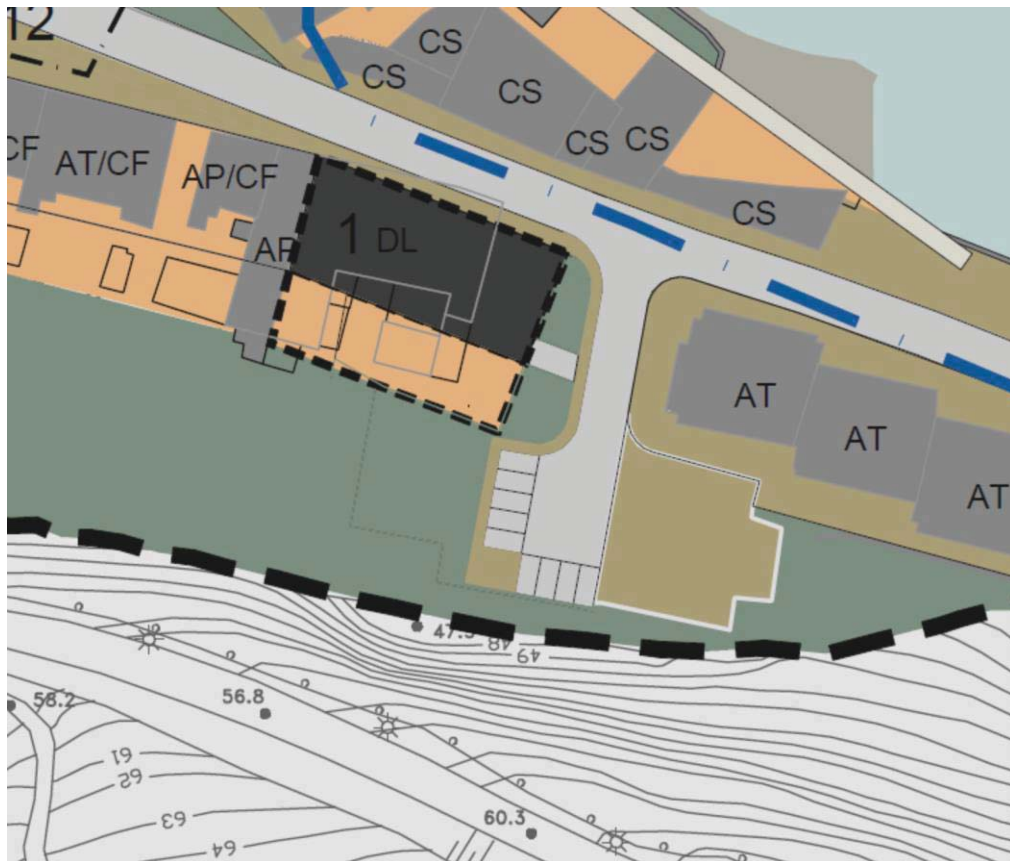 12
CS
CS
CS
CS
CS
CF
AT/CF
AP/CF
CS
1 DL
AP
AT
AT
AT
47.5
48
49
58.2
56.8
61
62
63
60.3
64